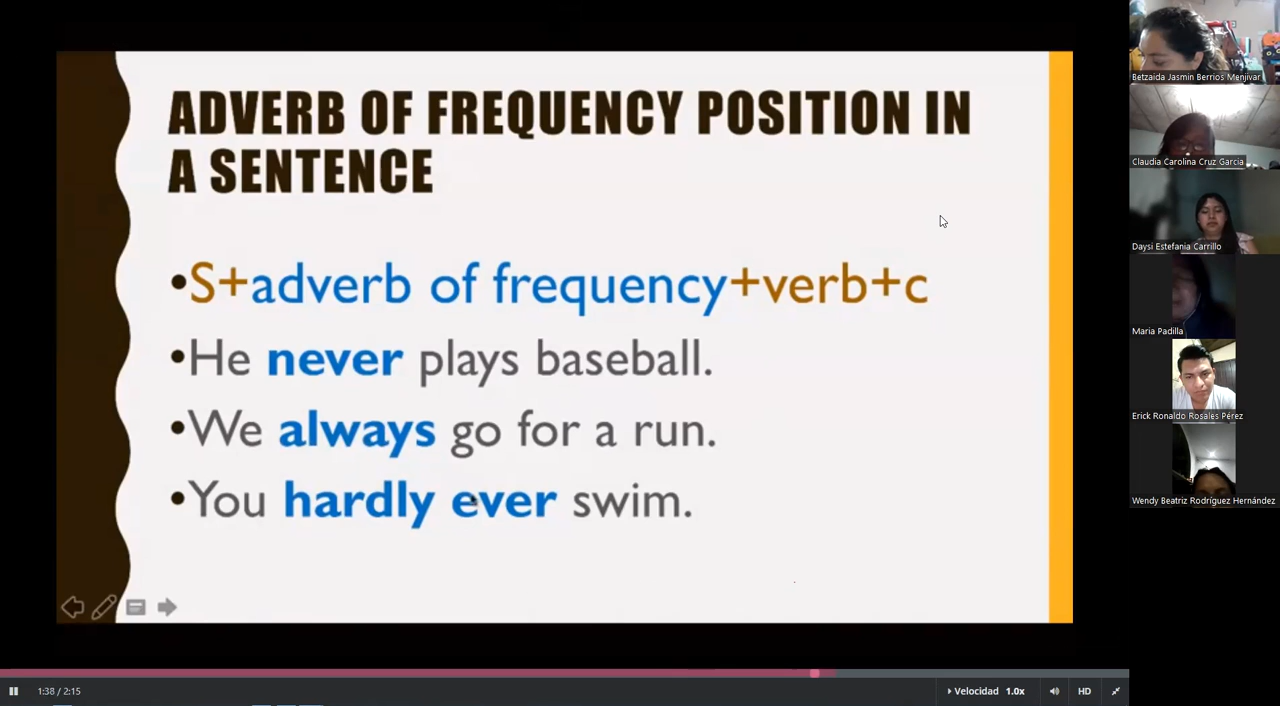 ADVERB OF FREQUENCY POSITION IN
A SENTENCE
•S+adverb of frequency+verb+c
•He never plays baseball.
•We always go for a run.
•You hardly ever swim.
Betzaida Jasmin Berrios Menjivar
Claudia Carolina Cruz Garcia
Daysi Estefania Carrillo
Maria Padilla
Erick Ronaldo Rosales Pérez
Wendy Beatriz Rodríguez Hernández
1:38 / 2:15
Velocidad 1.0x
HD